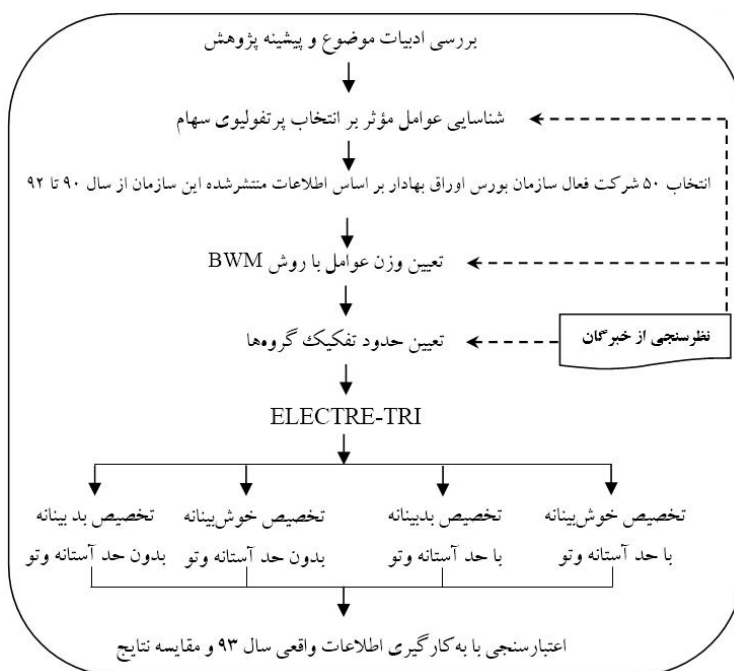 بررسی ادبیات موضوع و پیشینه پژوهش
شناسایی عوامل مؤثر بر انتخاب پرتفولیوی سهام
انتخاب ۵۰ شرکت فعال سازمان بورس اوراق بهادار بر اساس اطلاعات منتشرشده این سازمان از سال ۹۰ تا ۹۲
تعیین وزن عوامل با روش BWM
نظرسنجی از خبرگان
تعیین حدود تفکیک گروه‌ها
ELECTRE-TRI
تخصیص خوش‌بینانه
با حد آستانه وتو
تخصیص بدبینانه
با حد آستانه وتو
تخصیص خوش‌بینانه
بدون حد آستانه وتو
تخصیص بد بینانه
بدون حد آستانه وتو
اعتبارسنجی با به‌کارگیری اطلاعات واقعی سال ۹۳ و مقایسه نتایج